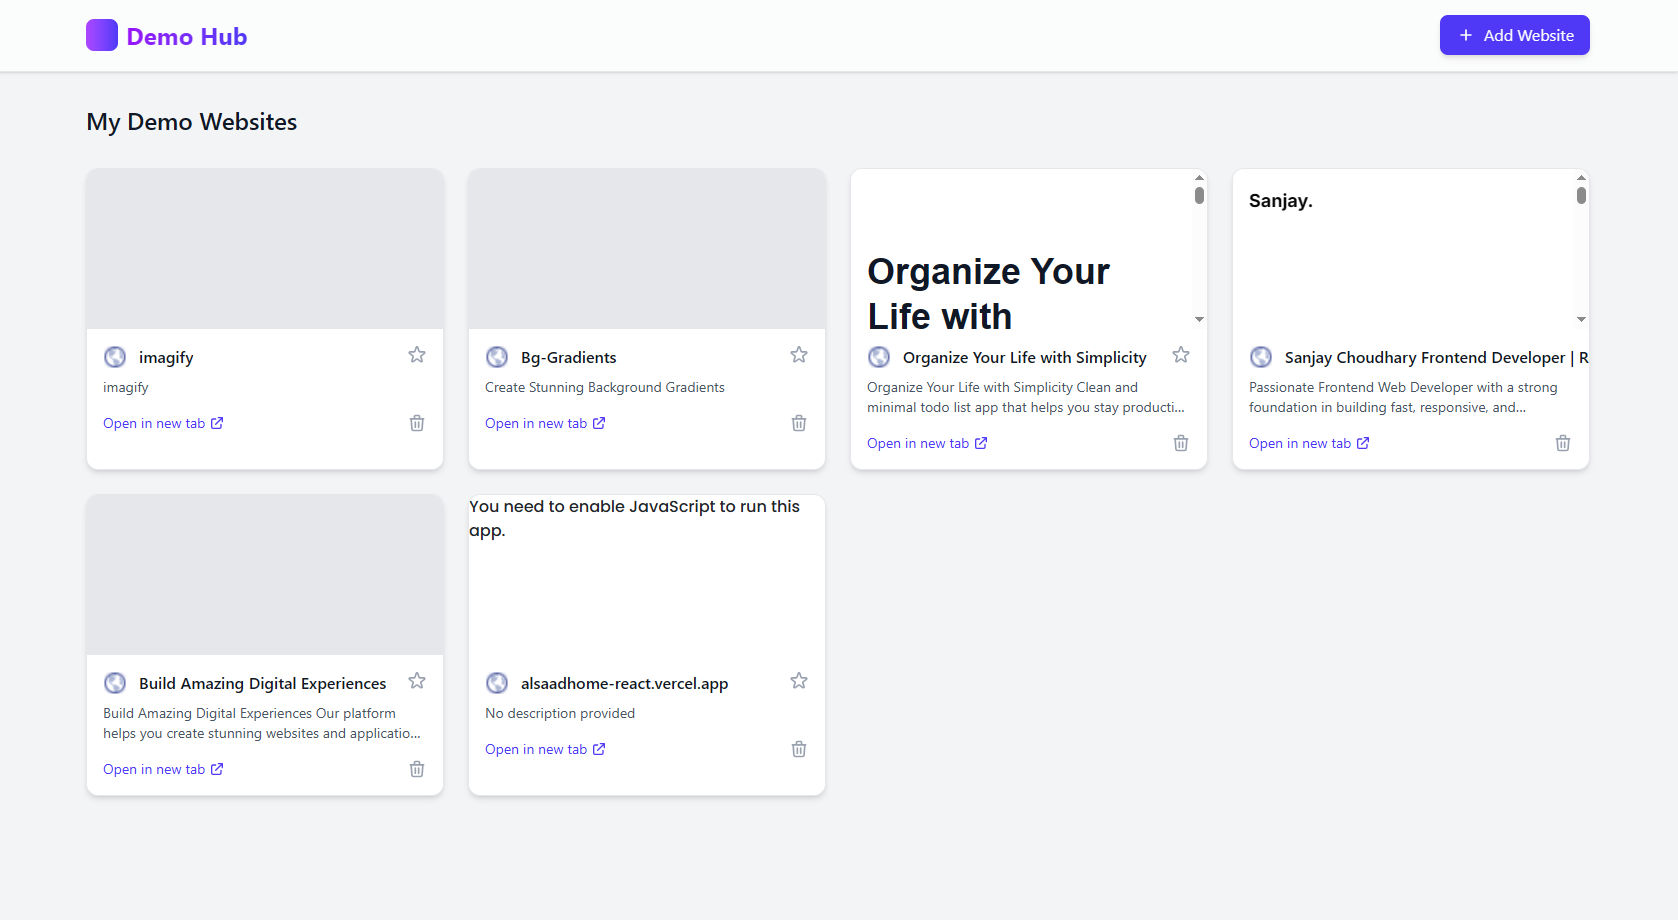 Demo Hub
Add Website
My Demo Websites
imagify
imagify
Open in new tab
Bg-Gradients
Create Stunning Background Gradients
Open in new tab
Organize Your
Life with
Organize Your Life with Simplicity
Organize Your Life with Simplicity Clean and
minimal todo list app that helps you stay producti...
Open in new tab
Sanjay.
Sanjay Choudhary Frontend Developer | R
Passionate Frontend Web Developer with a strong
foundation in building fast, responsive, and...
Open in new tab
Build Amazing Digital Experiences
Build Amazing Digital Experiences Our platform
helps you create stunning websites and applicatio...
Open in new tab
You need to enable JavaScript to run this
app.
alsaadhome-react.vercel.app
No description provided
Open in new tab